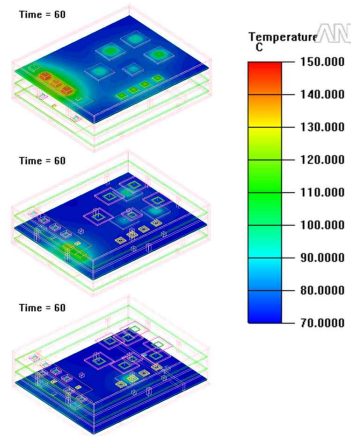 Time = 60
Temperature
C
AN
150.000
140.000
130.000
120.000
110.000
100.000
90.0000
80.0000
70.0000
Time = 60
Time = 60